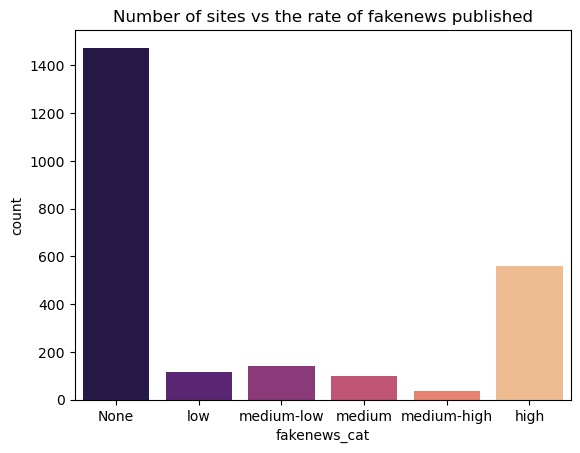 Number of sites vs the rate of fakenews published
1400
1200
1000
800
600
400
200
0
count
None low medium-low medium medium-high high
fakenews_cat